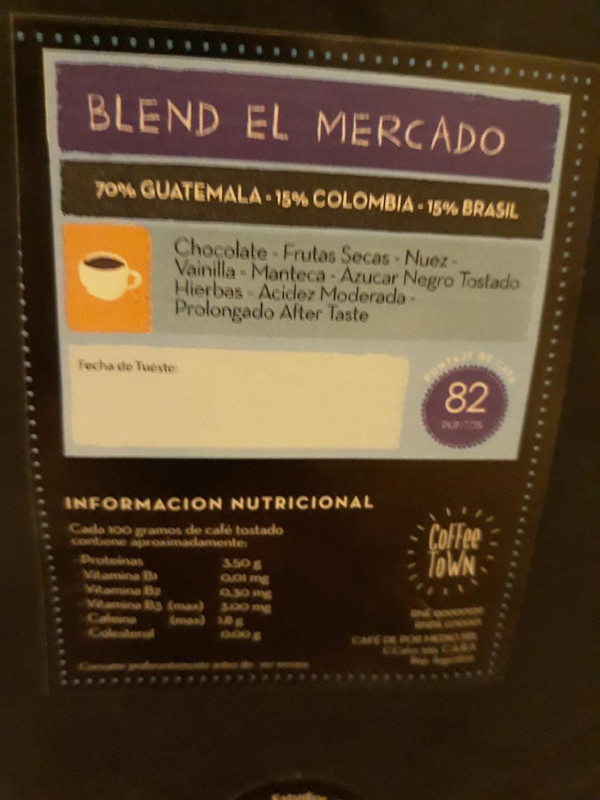 BLEND EL MERCADO
70% GUATEMALA - 15% COLOMBIA - 15% BRASIL
Chocolate - Frutas Secas - Nuez -
Vainilla - Manteca - Azucar Negro Tostado
Hierbas - Acidez Moderada -
Prolongado After Taste
Fecha de Tueste:
PUNTAJE DE CATA
82
PUNTOS
INFORMACION NUTRICIONAL
Cada 100 gramos de café tostado
contiene aproximadamente:
Proteinas 3.50 g
Vitamina B1 0,01 mg
Vitamina B2 0,30 mg
Vitamina B3 (max) 3,00 mg
Cafeina (max) 1,8 g
Colesterol 0,00 g
COFFEE
TOWN